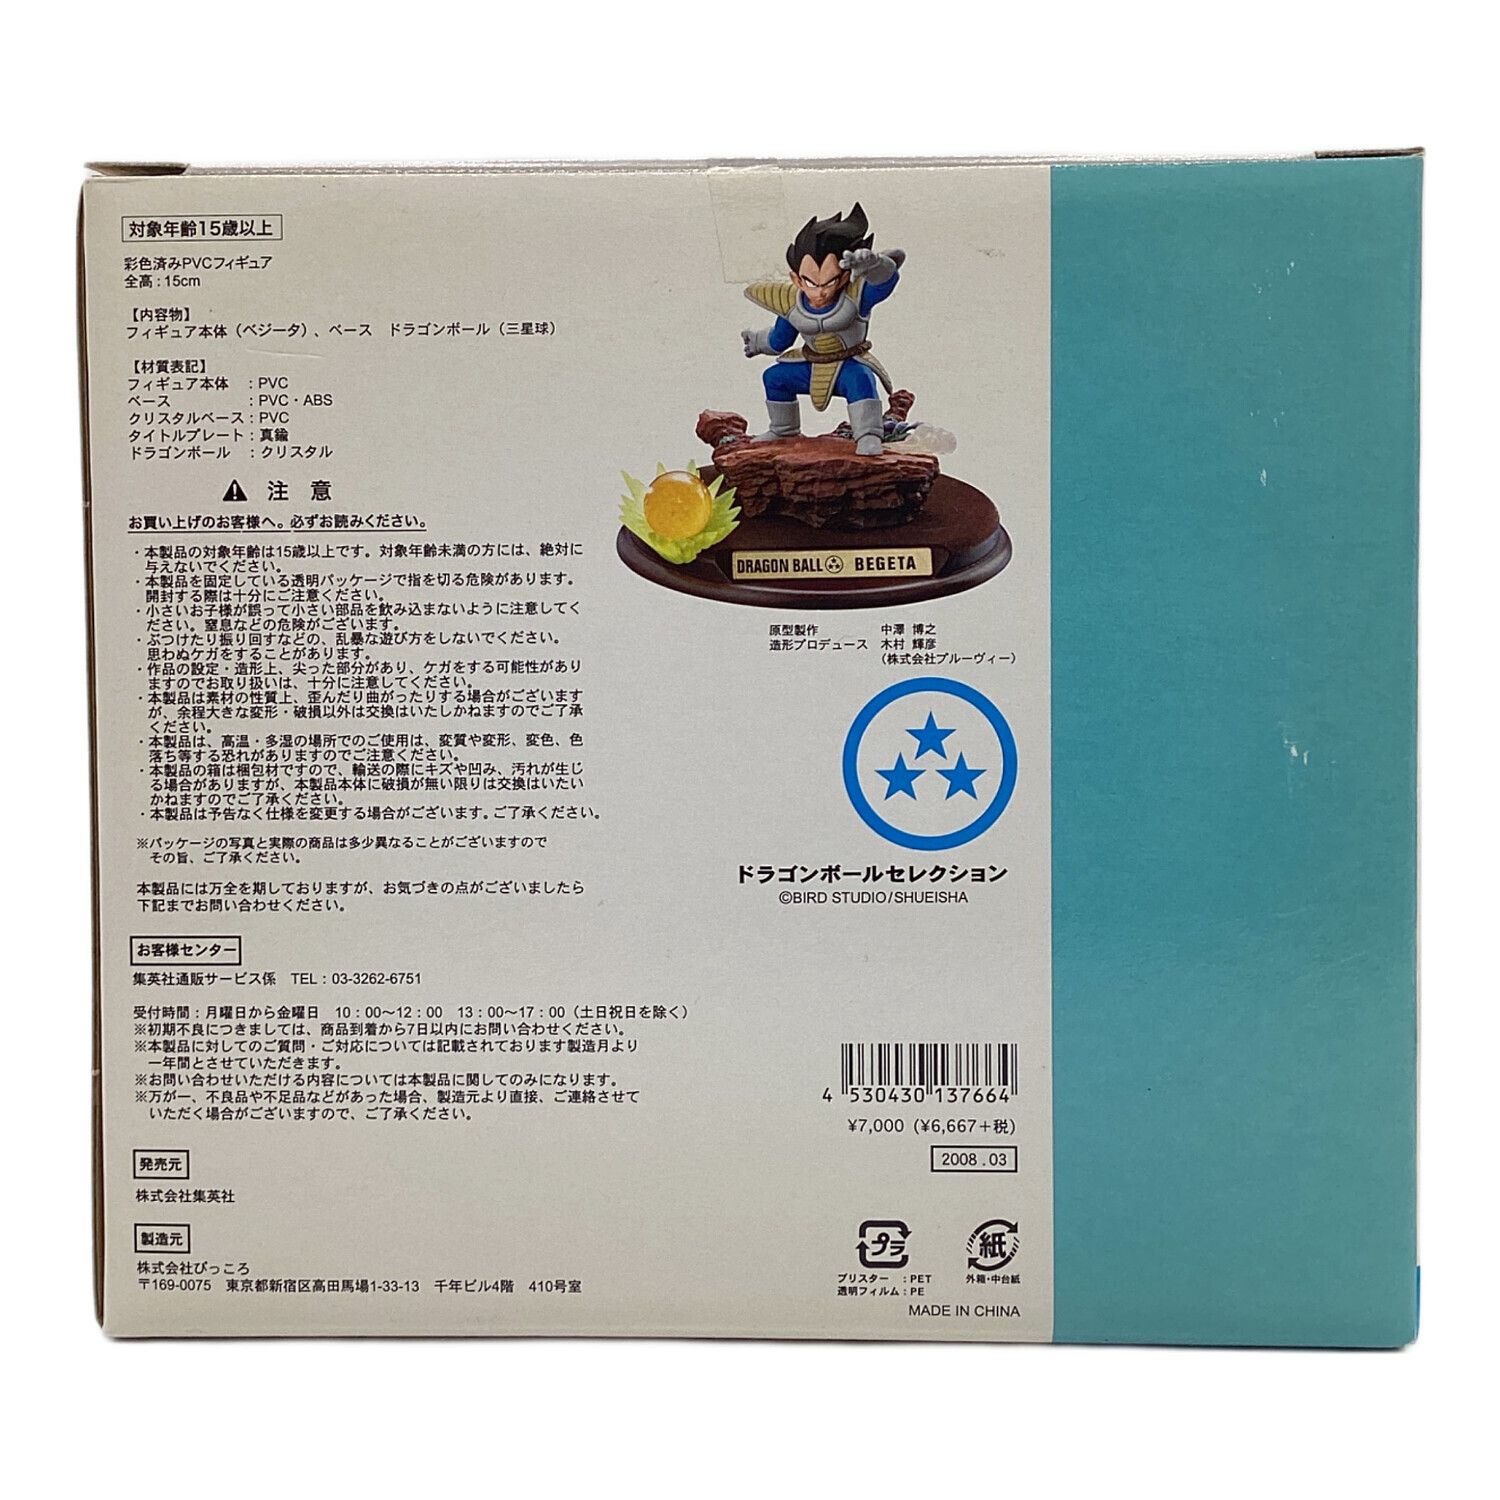 対象年齢15歳以上
彩色済みPVCフィギュア
全高：15cm
【内容物】
フィギュア本体（ベジータ）、ベース　ドラゴンボール（三星球）
【材質表記】
フィギュア本体　：PVC
ベース　　　　　：PVC・ABS
クリスタルベース：PVC
タイトルプレート：真鍮
ドラゴンボール　：クリスタル
注 意
お買い上げのお客様へ。必ずお読みください。
・本製品の対象年齢は15歳以上です。対象年齢未満の方には、絶対に
与えないでください。
・本製品を固定している透明パッケージで指を切る危険があります。
開封する際は十分にご注意ください。
・小さいお子様が誤って小さい部品を飲み込まないように注意してく
ださい。窒息などの危険がございます。
・ぶつけたり振り回すなどの、乱暴な遊び方をしないでください。
思わぬケガをすることがあります。
・作品の設定・造形上、尖った部分があり、ケガをする可能性があり
ますのでお取り扱いは、十分に注意してください。
・本製品は素材の性質上、歪んだり曲がったりする場合がございます
が、余程大きな変形・破損以外は交換はいたしかねますのでご了承
ください。
・本製品は、高温・多湿の場所でのご使用は、変質や変形、変色、色
落ち等する恐れがありますのでご注意ください。
・本製品の箱は梱包材ですので、輸送の際にキズや凹み、汚れが生じ
る場合がありますが、本製品本体に破損が無い限りは交換はいたい
かねますのでご了承ください。
・本製品は予告なく仕様を変更する場合がございます。ご了承ください。
※パッケージの写真と実際の商品は多少異なることがございますので
その旨、ご了承ください。
本製品には万全を期しておりますが、お気づきの点がございましたら
下記までお問い合わせください。
お客様センター
集英社通販サービス係　TEL：03-3262-6751
受付時間：月曜日から金曜日　10：00〜12：00　13：00〜17：00（土日祝日を除く）
※初期不良につきましては、商品到着から7日以内にお問い合わせください。
※本製品に対してのご質問・ご対応については記載されております製造月より
一年間とさせていただきます。
※お問い合わせいただける内容については本製品に関してのみになります。
※万が一、不良品や不足品などがあった場合、製造元より直接、ご連絡させて
いただく場合がございますので、ご了承ください。
発売元
株式会社集英社
製造元
株式会社ぴっころ
〒169-0075　東京都新宿区高田馬場1-33-13　千年ビル4階　410号室
DRAGON BALL BEGETA
原型製作　中澤 博之
造形プロデュース　木村 輝彦
（株式会社ブルーヴィー）
ドラゴンボールセレクション
©BIRD STUDIO/SHUEISHA
4 530430 137664
¥7,000 (¥6,667＋税)
2008 . 03
プラ
紙
ブリスター　：PET
透明フィルム：PE
外箱・中台紙
MADE IN CHINA